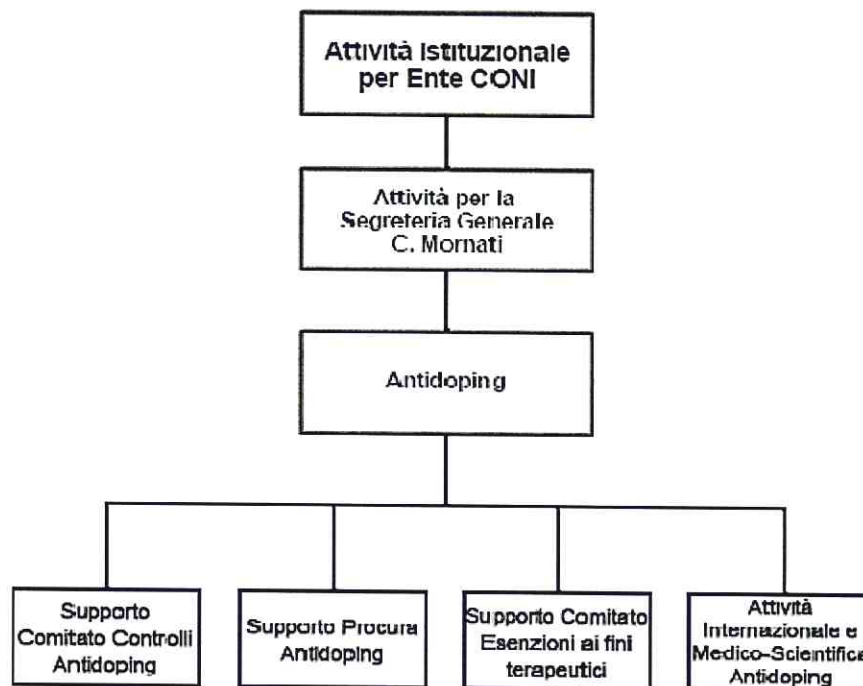 Attività Istituzionale
per Ente CONI
Attività per la
Segreteria Generale
C. Mornati
Antidoping
Supporto
Comitato Controlli
Antidoping
Supporto Procura
Antidoping
Supporto Comitato
Esenzioni ai fini
terapeutici
Attività
Internazionale e
Medico-Scientifica
Antidoping